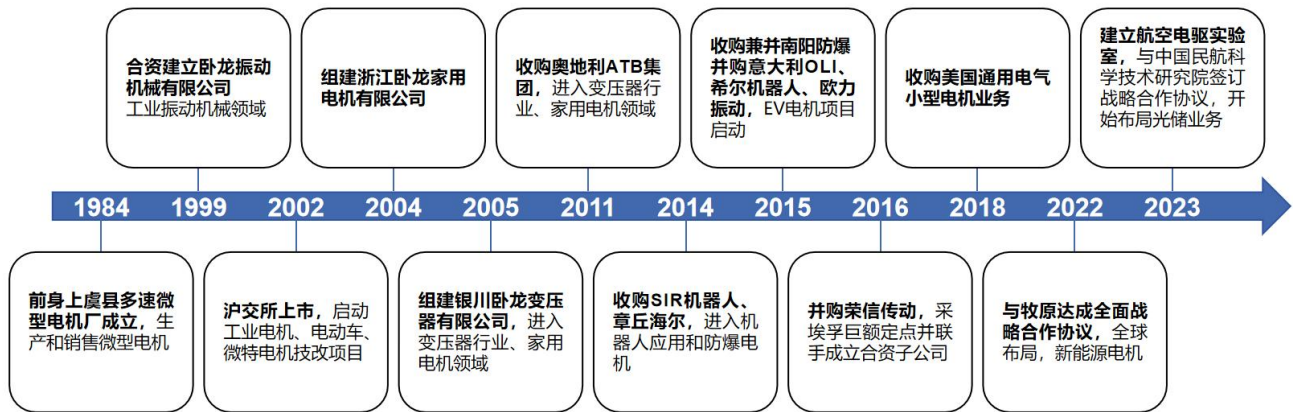 合资建立卧龙振动
机械有限公司
工业振动机械领域
组建浙江卧龙家用
电机有限公司
收购奥地利ATB集
团，进入变压器行
业、家用电机领域
收购兼并南阳防爆
并购意大利OLI、
希尔机器人、欧力
振动，EV电机项目
启动
收购美国通用电气
小型电机业务
建立航空电驱实验
室，与中国民航科
学技术研究院签订
战略合作协议，开
始布局光储业务
1984 1999 2002 2004 2005 2011 2014 2015 2016 2018 2022 2023
前身上虞县多速微
型电机厂成立，生
产和销售微型电机
沪交所上市，启动
工业电机、电动车、
微特电机技改项目
组建银川卧龙变压
器有限公司，进入
变压器行业、家用
电机领域
收购SIR机器人、
章丘海尔，进入机
器人应用和防爆电
机
并购荣信传动，采
埃孚巨额定点并联
手成立合资子公司
与牧原达成全面战
略合作协议，全球
布局，新能源电机